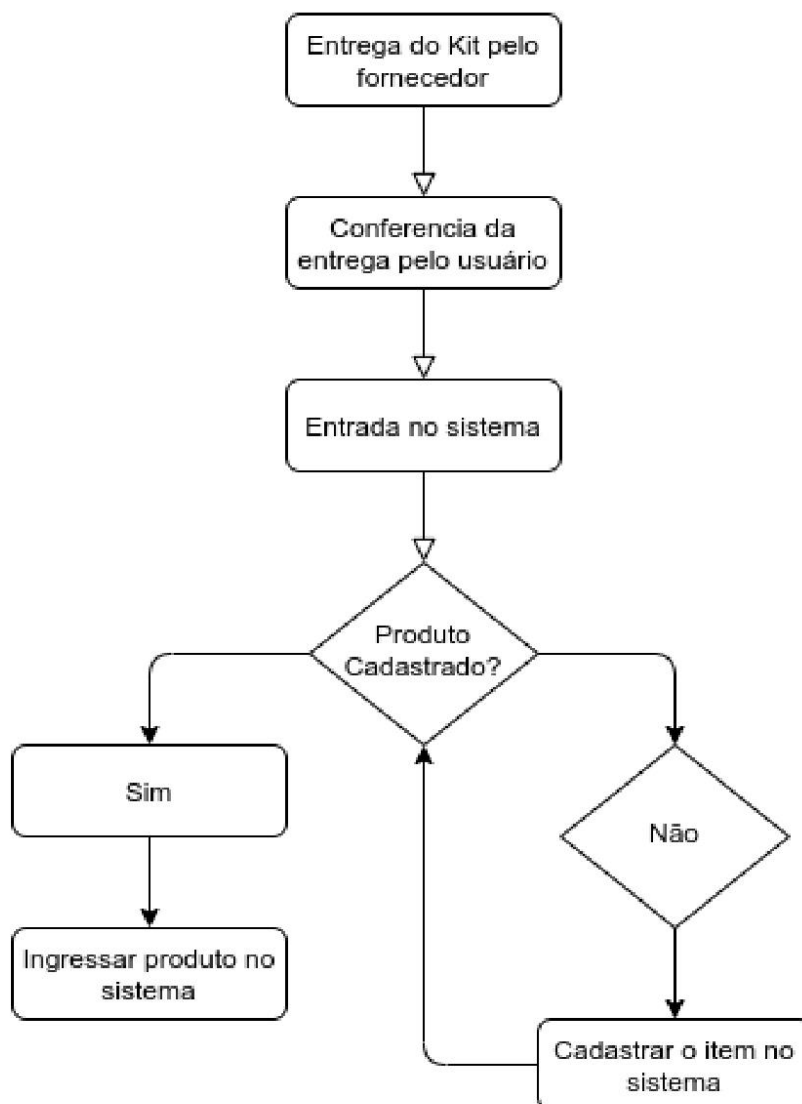 Entrega do Kit pelo
fornecedor
Conferencia da
entrega pelo usuário
Entrada no sistema
Produto
Cadastrado?
Sim
Não
Ingressar produto no
sistema
Cadastrar o item no
sistema